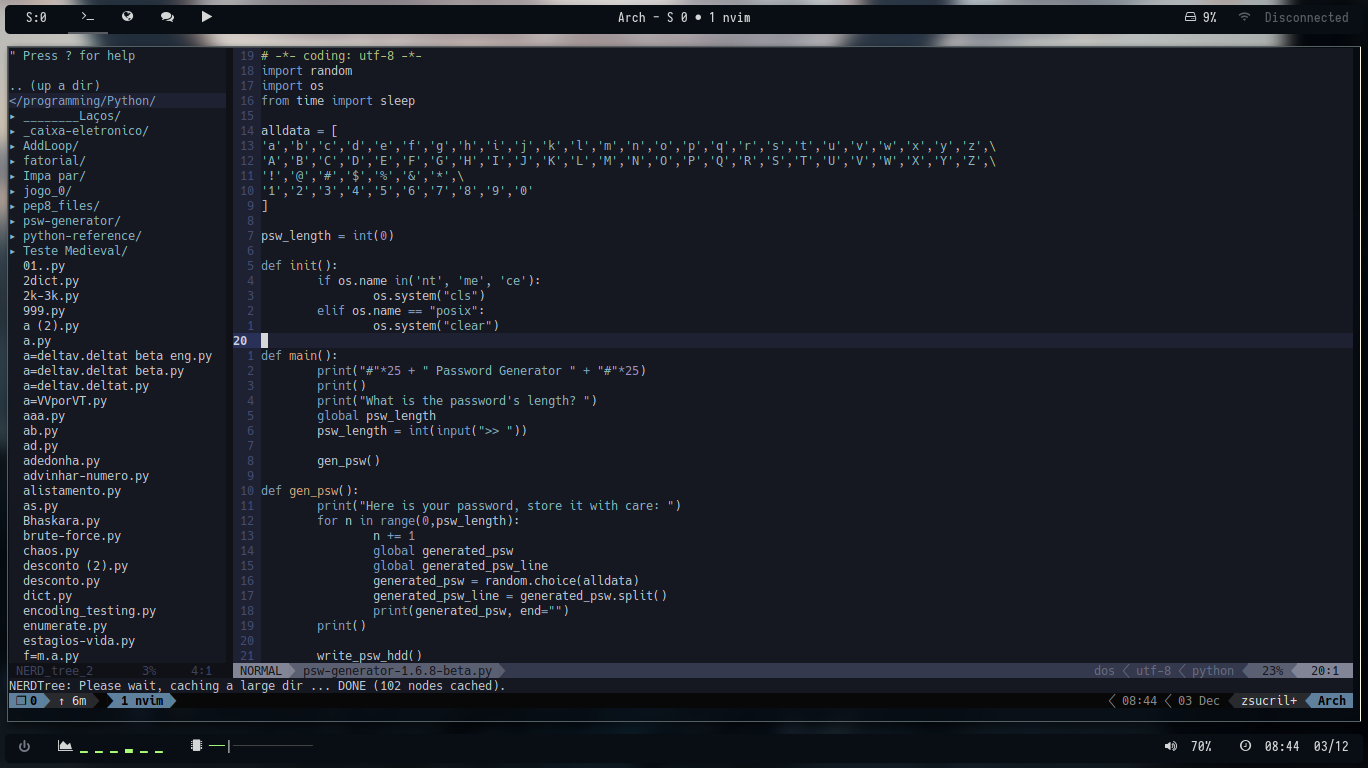 S:0 Arch - S 0 ● 1 nvim 9% Disconnected
" Press ? for help
.. (up a dir)
</programming/Python/
▸ ________Laços/
▸ _caixa-eletronico/
▸ AddLoop/
▸ fatorial/
▸ Impa par/
▸ jogo_0/
▸ pep8_files/
▸ psw-generator/
▸ python-reference/
▸ Teste Medieval/
01..py
2dict.py
2k-3k.py
999.py
a (2).py
a.py
a=deltav.deltat beta eng.py
a=deltav.deltat beta.py
a=deltav.deltat.py
a=VVporVT.py
aaa.py
ab.py
ad.py
adedonha.py
advinhar-numero.py
alistamento.py
as.py
Bhaskara.py
brute-force.py
chaos.py
desconto (2).py
desconto.py
dict.py
encoding_testing.py
enumerate.py
estagios-vida.py
f=m.a.py
NERD_tree_2 3% 4:1
19 # -*- coding: utf-8 -*-
18 import random
17 import os
16 from time import sleep
15
14 alldata = [
13 'a','b','c','d','e','f','g','h','i','j','k','l','m','n','o','p','q','r','s','t','u','v','w','x','y','z',\
12 'A','B','C','D','E','F','G','H','I','J','K','L','M','N','O','P','Q','R','S','T','U','V','W','X','Y','Z',\
11 '!','@','#','$','%','&','*',\
10 '1','2','3','4','5','6','7','8','9','0'
9 ]
8
7 psw_length = int(0)
6
5 def init():
4 if os.name in('nt', 'me', 'ce'):
3 os.system("cls")
2 elif os.name == "posix":
1 os.system("clear")
20
1 def main():
2 print("#"*25 + " Password Generator " + "#"*25)
3 print()
4 print("What is the password's length? ")
5 global psw_length
6 psw_length = int(input(">> "))
7
8 gen_psw()
9
10 def gen_psw():
11 print("Here is your password, store it with care: ")
12 for n in range(0,psw_length):
13 n += 1
14 global generated_psw
15 global generated_psw_line
16 generated_psw = random.choice(alldata)
17 generated_psw_line = generated_psw.split()
18 print(generated_psw, end="")
19 print()
20
21 write_psw_hdd()
NORMAL psw-generator-1.6.8-beta.py dos utf-8 python 23% 20:1
NERDTree: Please wait, caching a large dir ... DONE (102 nodes cached).
0 ↑ 6m 1 nvim 08:44 03 Dec zsucril+ Arch
70% 08:44 03/12